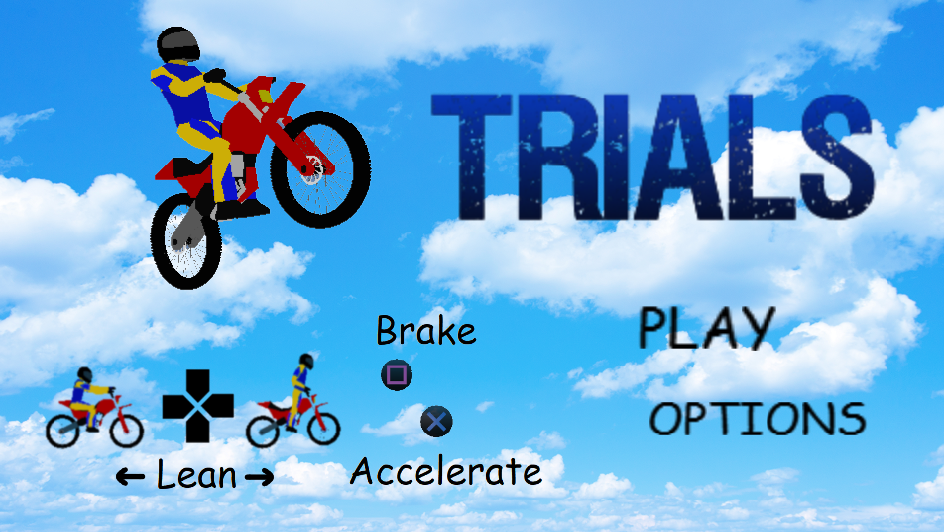 TRIALS
Brake
PLAY
OPTIONS
← Lean →
Accelerate